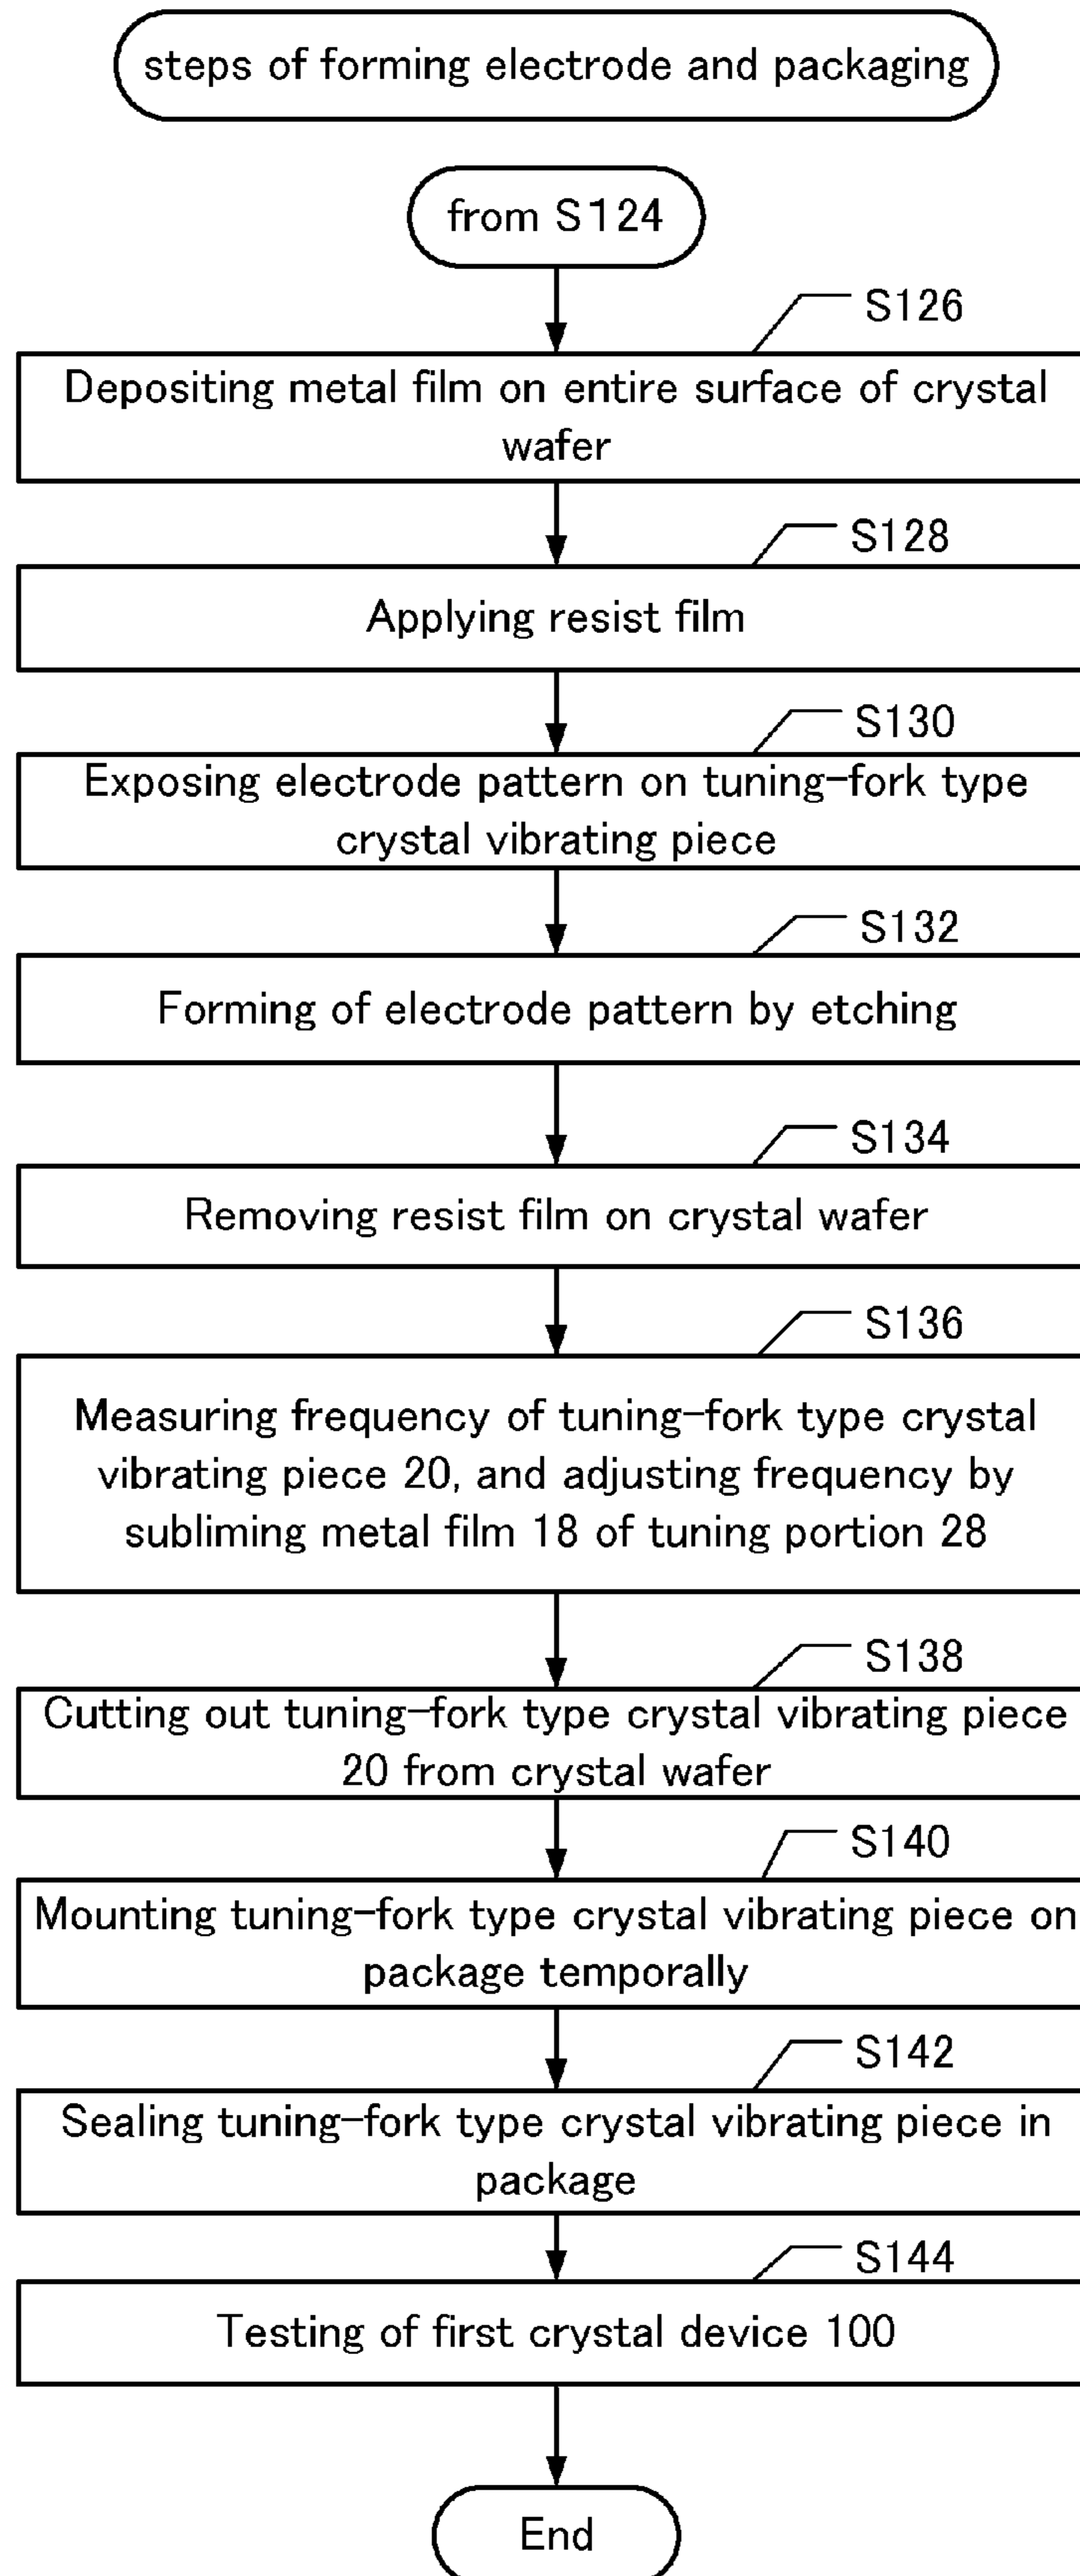 steps of forming electrode and packaging
from S124
S126
Depositing metal film on entire surface of crystal
wafer
S128
Applying resist film
S130
Exposing electrode pattern on tuning-fork type
crystal vibrating piece
S132
Forming of electrode pattern by etching
S134
Removing resist film on crystal wafer
S136
Measuring frequency of tuning-fork type crystal
vibrating piece 20, and adjusting frequency by
subliming metal film 18 of tuning portion 28
S138
Cutting out tuning-fork type crystal vibrating piece
20 from crystal wafer
S140
Mounting tuning-fork type crystal vibrating piece on
package temporally
S142
Sealing tuning-fork type crystal vibrating piece in
package
S144
Testing of first crystal device 100
End